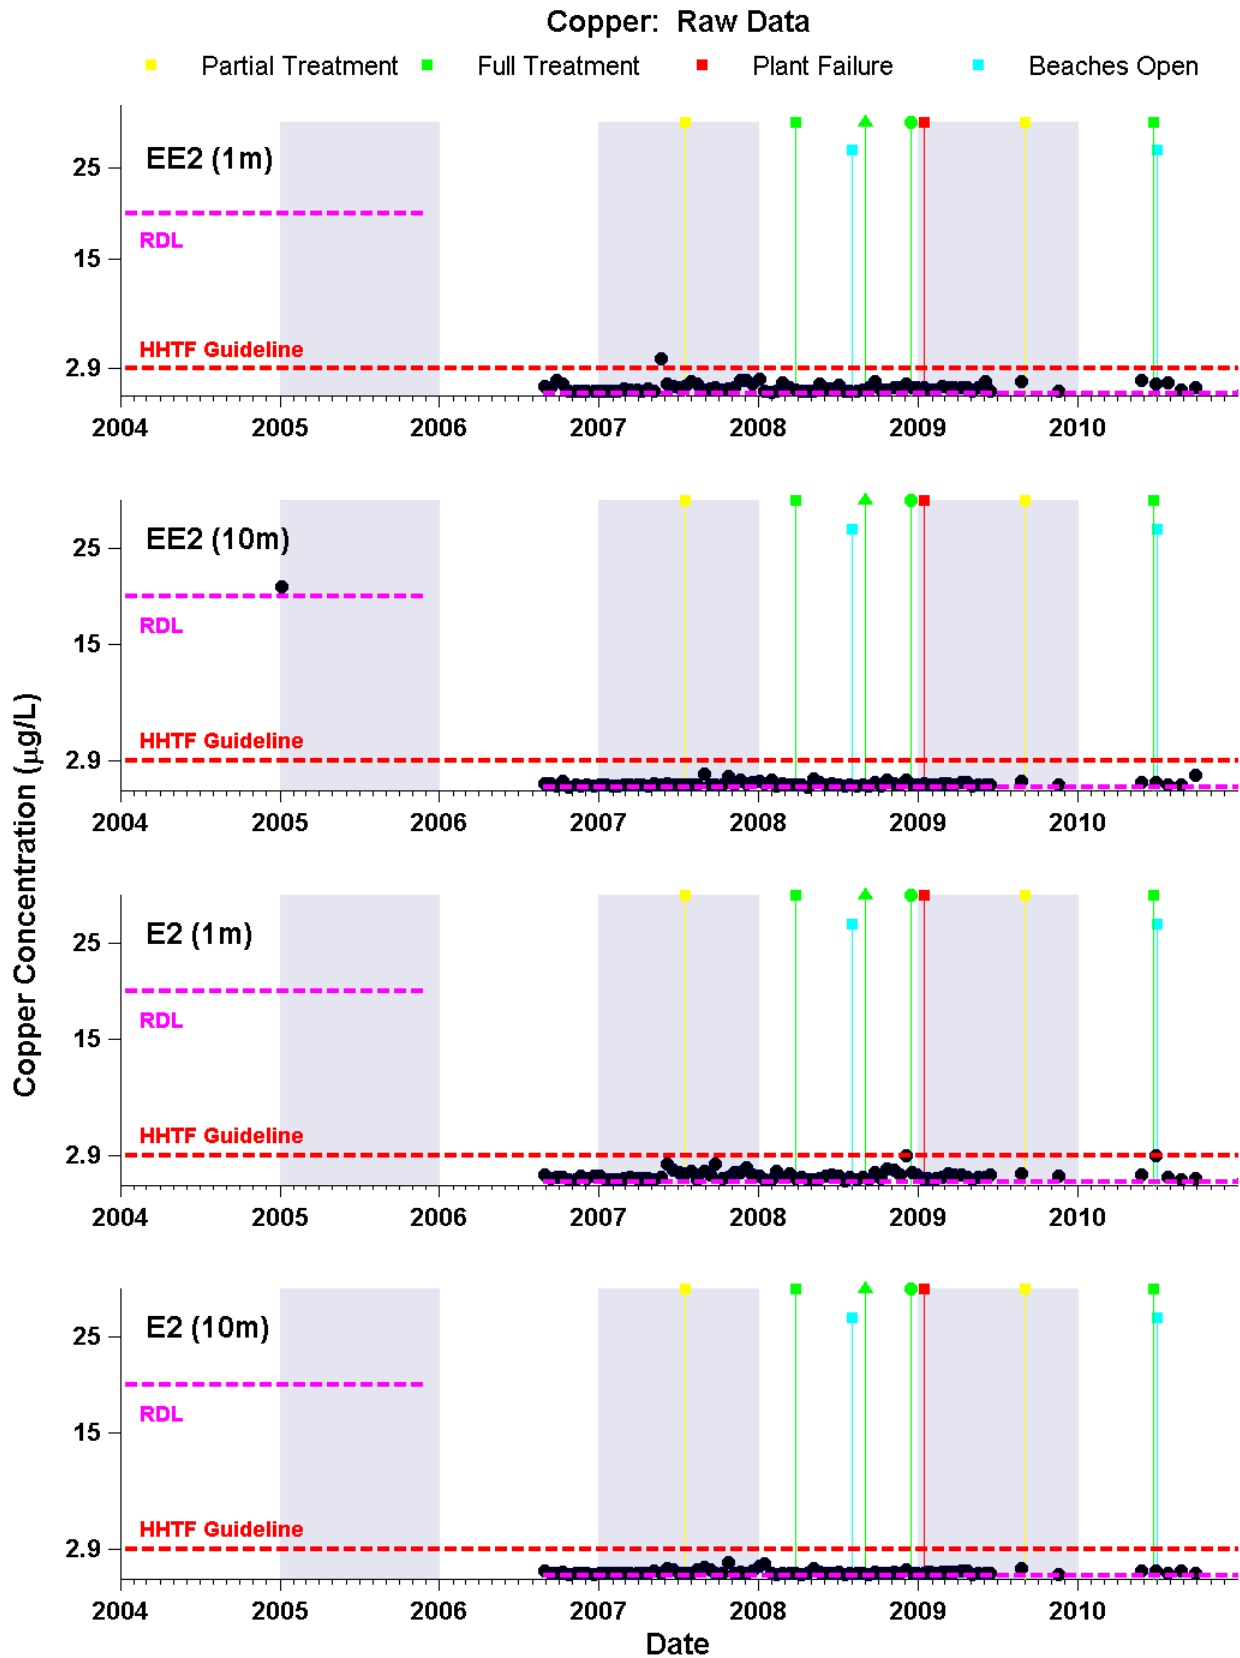 Copper: Raw Data
Partial Treatment Full Treatment Plant Failure Beaches Open
Copper Concentration (µg/L)
EE2 (1m)
25
RDL
15
HHTF Guideline
2.9
2004 2005 2006 2007 2008 2009 2010
EE2 (10m)
25
RDL
15
HHTF Guideline
2.9
2004 2005 2006 2007 2008 2009 2010
E2 (1m)
25
RDL
15
HHTF Guideline
2.9
2004 2005 2006 2007 2008 2009 2010
E2 (10m)
25
RDL
15
HHTF Guideline
2.9
2004 2005 2006 2007 2008 2009 2010
Date